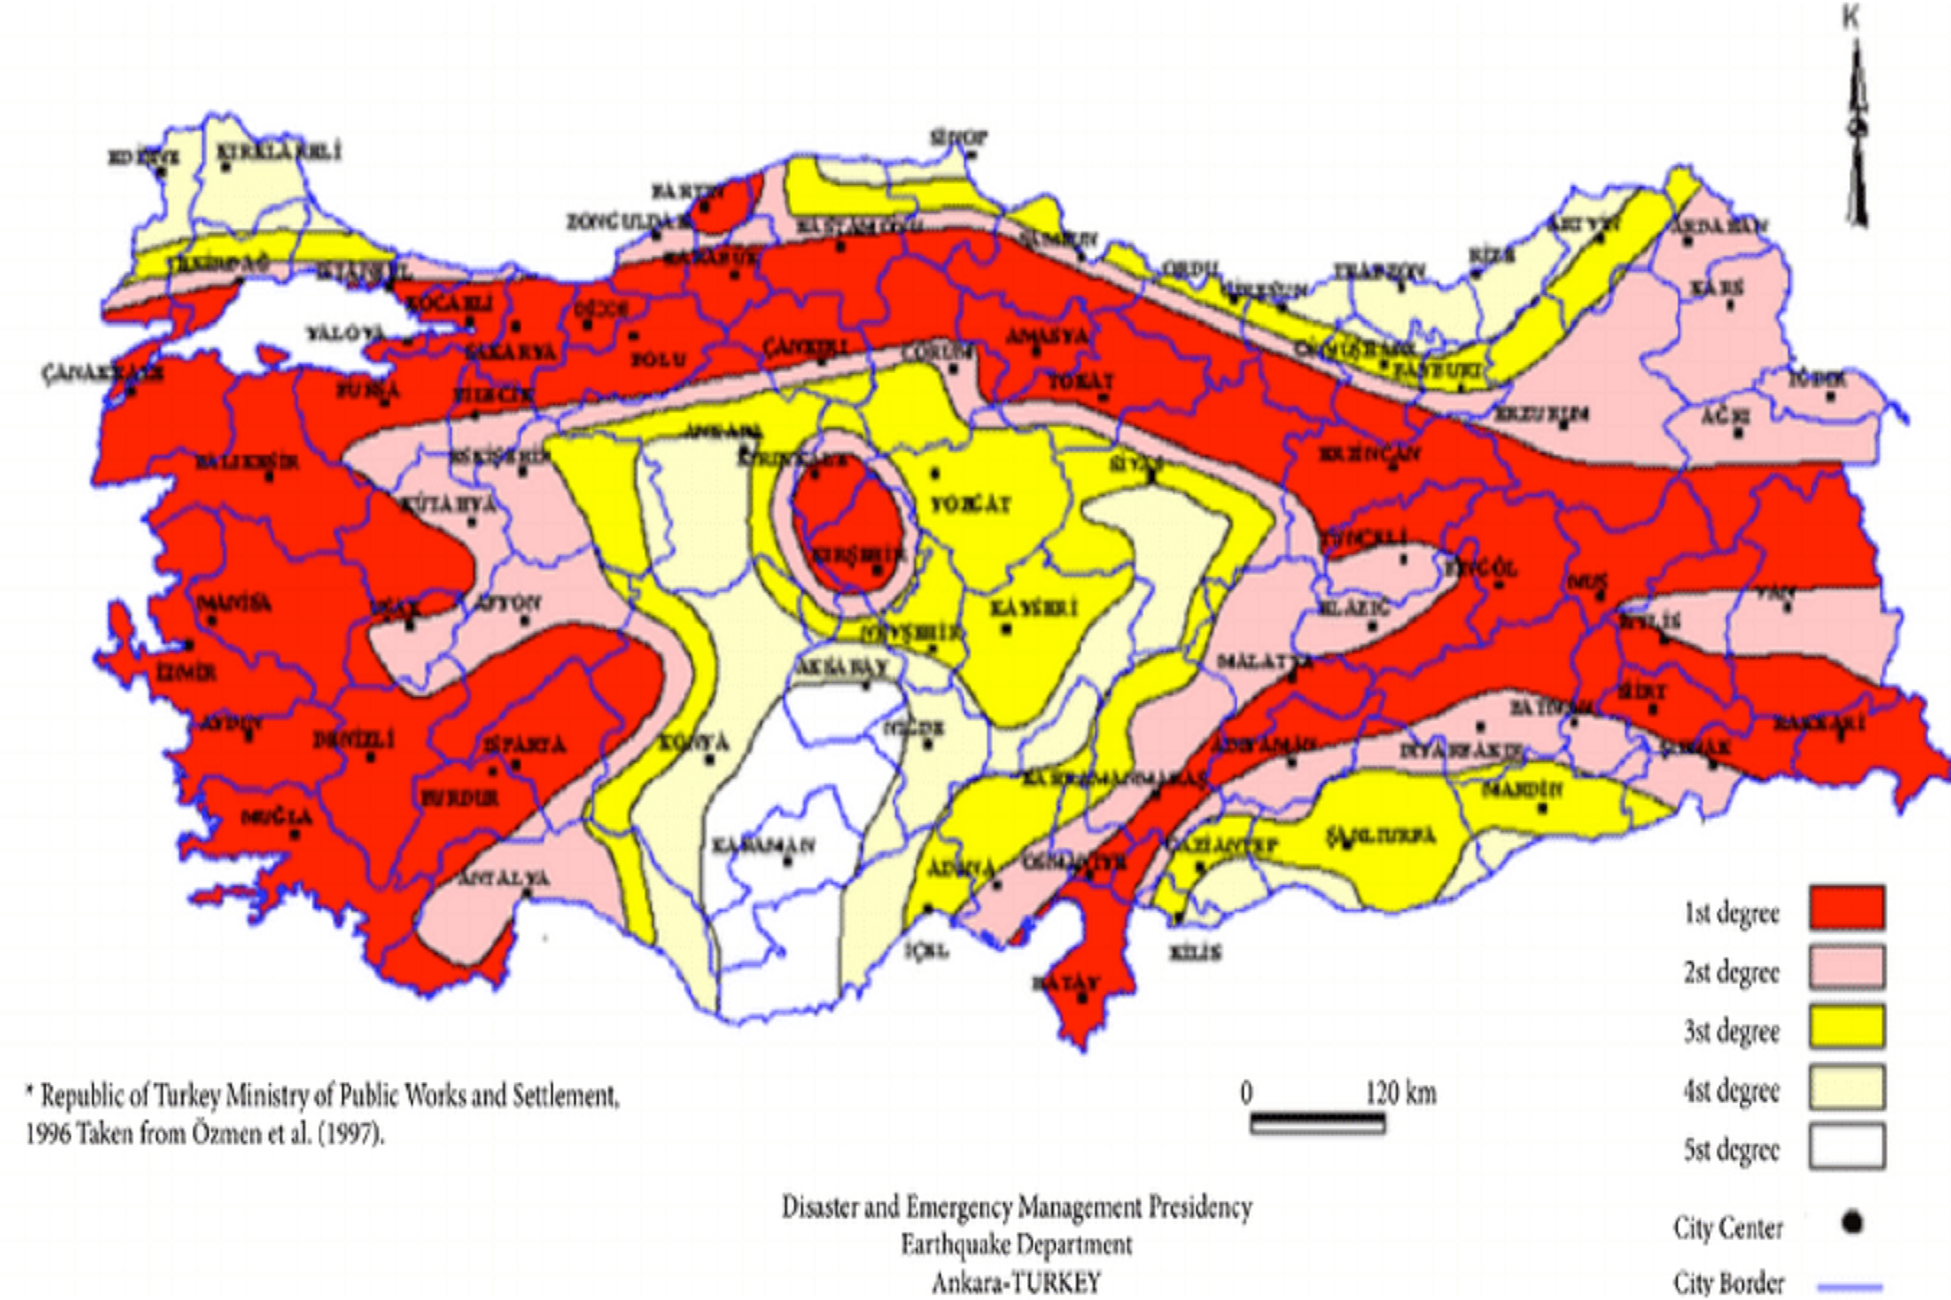 K
SİNOP
EDİRNE
KIRKLARELİ
BARTIN
ZONGULDAK
KASTAMONU
SAMSUN
ARTVİN
ARDAHAN
TEKİRDAĞ
İSTANBUL
KARABÜK
ORDU
GİRESUN
TRABZON
RİZE
KARS
KOCAELİ
DÜZCE
YALOVA
SAKARYA
BOLU
ÇANKIRI
ÇORUM
AMASYA
GÜMÜŞHANE
BAYBURT
ÇANAKKALE
BURSA
BİLECİK
TOKAT
ERZURUM
AĞRI
IĞDIR
ANKARA
BALIKESİR
ESKİŞEHİR
KIRIKKALE
SİVAS
ERZİNCAN
KÜTAHYA
YOZGAT
KIRŞEHİR
TUNCELİ
BİNGÖL
MUŞ
VAN
MANİSA
UŞAK
AFYON
KAYSERİ
ELAZIĞ
BİTLİS
NEVŞEHİR
İZMİR
AKSARAY
MALATYA
SİİRT
AYDIN
DENİZLİ
ISPARTA
KONYA
NİĞDE
ADIYAMAN
DİYARBAKIR
BATMAN
ŞIRNAK
HAKKARİ
BURDUR
KAHRAMANMARAŞ
MARDİN
MUĞLA
KARAMAN
ANTALYA
ADANA
OSMANİYE
GAZİANTEP
ŞANLIURFA
İÇEL
KİLİS
HATAY
1st degree
2st degree
3st degree
4st degree
5st degree
City Center
City Border
0 120 km
* Republic of Turkey Ministry of Public Works and Settlement,
1996 Taken from Özmen et al. (1997).
Disaster and Emergency Management Presidency
Earthquake Department
Ankara-TURKEY